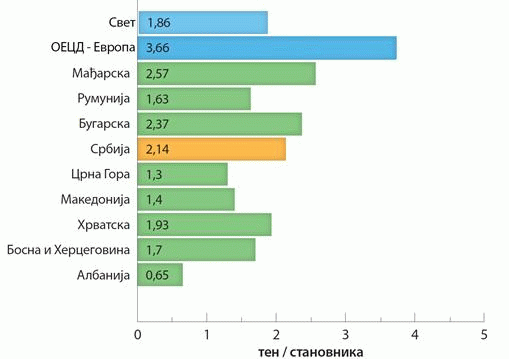 Свет 1,86
ОЕЦД - Европа 3,66
Мађарска 2,57
Румунија 1,63
Бугарска 2,37
Србија 2,14
Црна Гора 1,3
Македонија 1,4
Хрватска 1,93
Босна и Херцеговина 1,7
Албанија 0,65
0 1 2 3 4 5
тен / становника